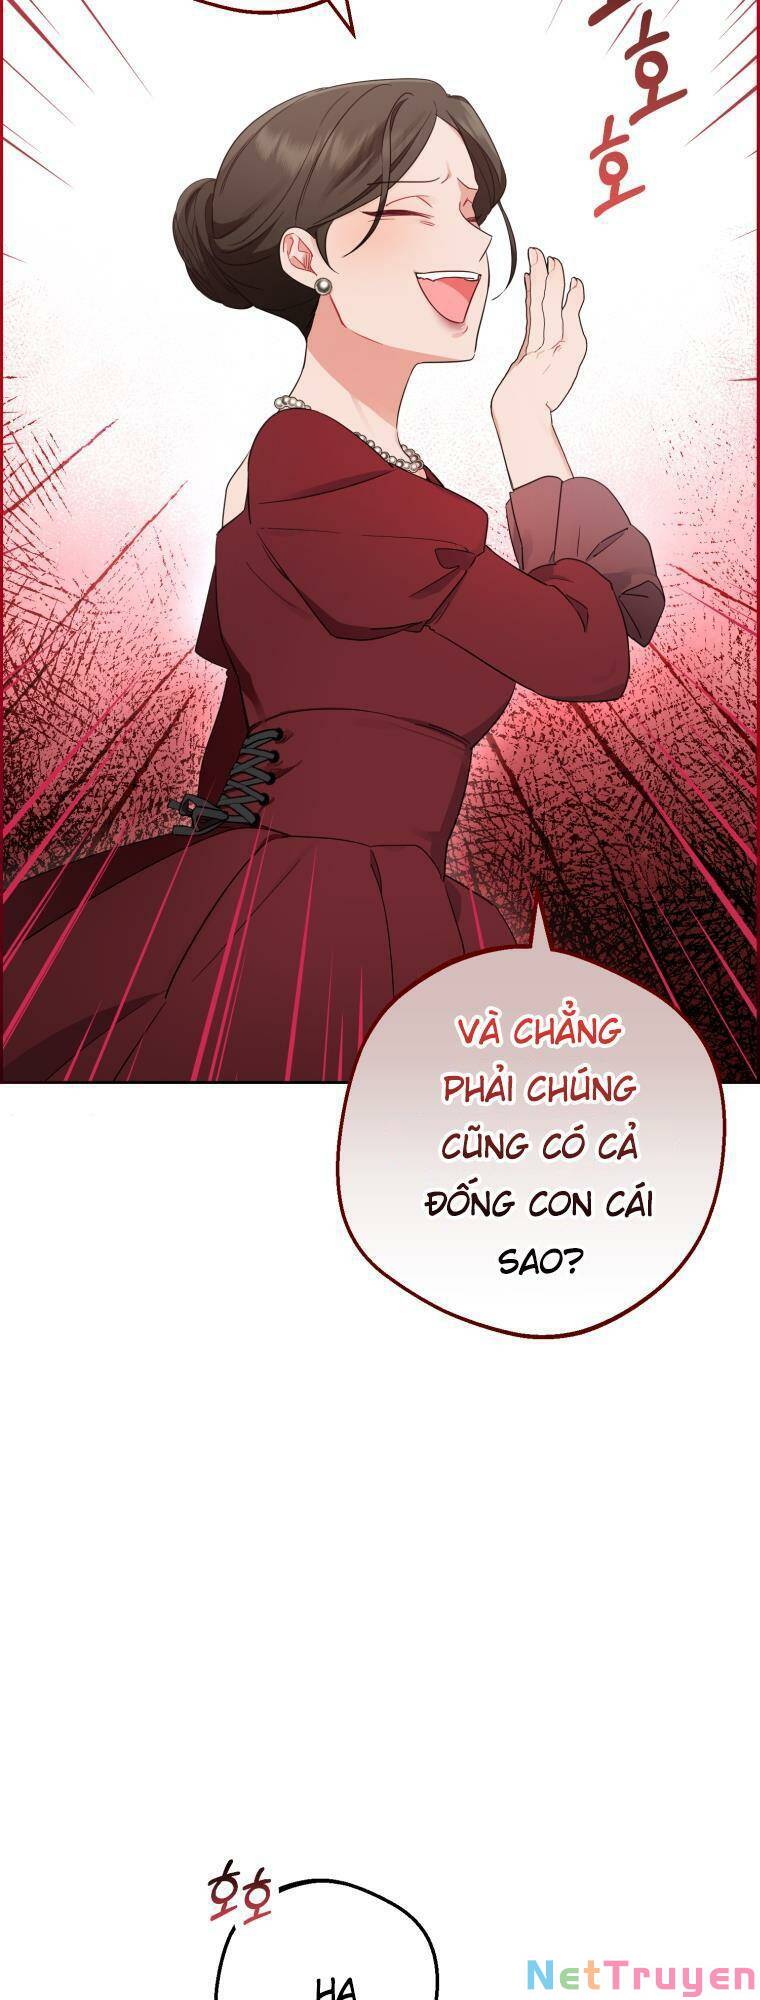 호
호
VÀ CHẲNG
PHẢI CHÚNG
CŨNG CÓ CẢ
ĐỐNG CON CÁI
SAO?
호호
HA
NetTruyen